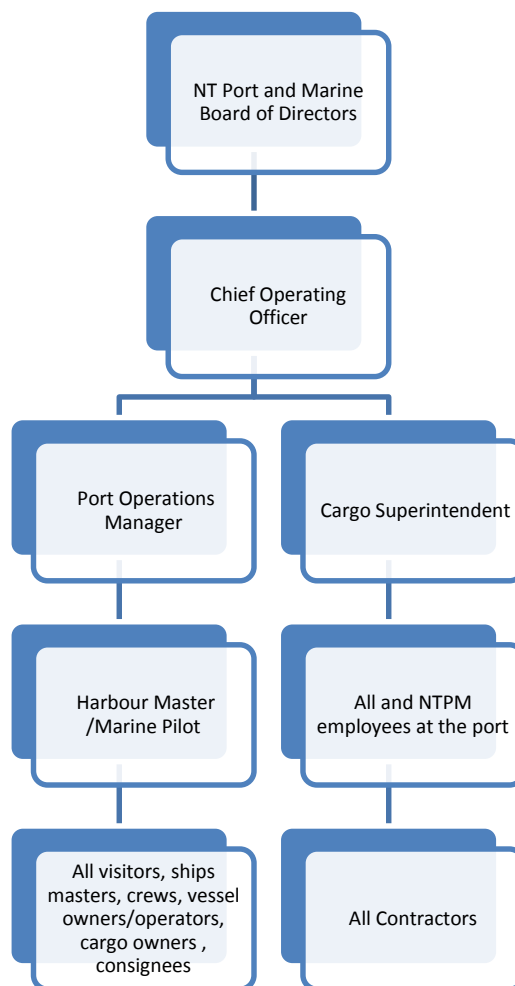 NT Port and Marine
Board of Directors
Chief Operating
Officer
Port Operations
Manager
Cargo Superintendent
Harbour Master
/Marine Pilot
All and NTPM
employees at the port
All visitors, ships
masters, crews, vessel
owners/operators,
cargo owners ,
consignees
All Contractors